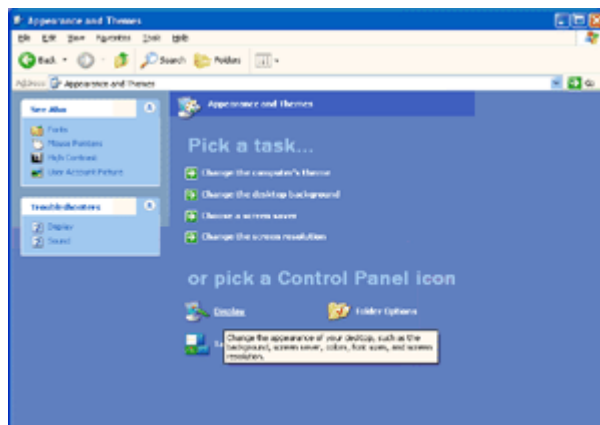 Appearance and Themes
File Edit View Favorites Tools Help
Back Search Folders
Address Appearance and Themes Go
See Also
Fonts
Mouse Pointers
High Contrast
User Account Picture
Troubleshooters
Display
Sound
Appearance and Themes
Pick a task...
Change the computer's theme
Change the desktop background
Choose a screen saver
Change the screen resolution
or pick a Control Panel icon
Display Folder Options
Change the appearance of your desktop, such as the
background, screen saver, colors, font sizes, and screen
resolution.